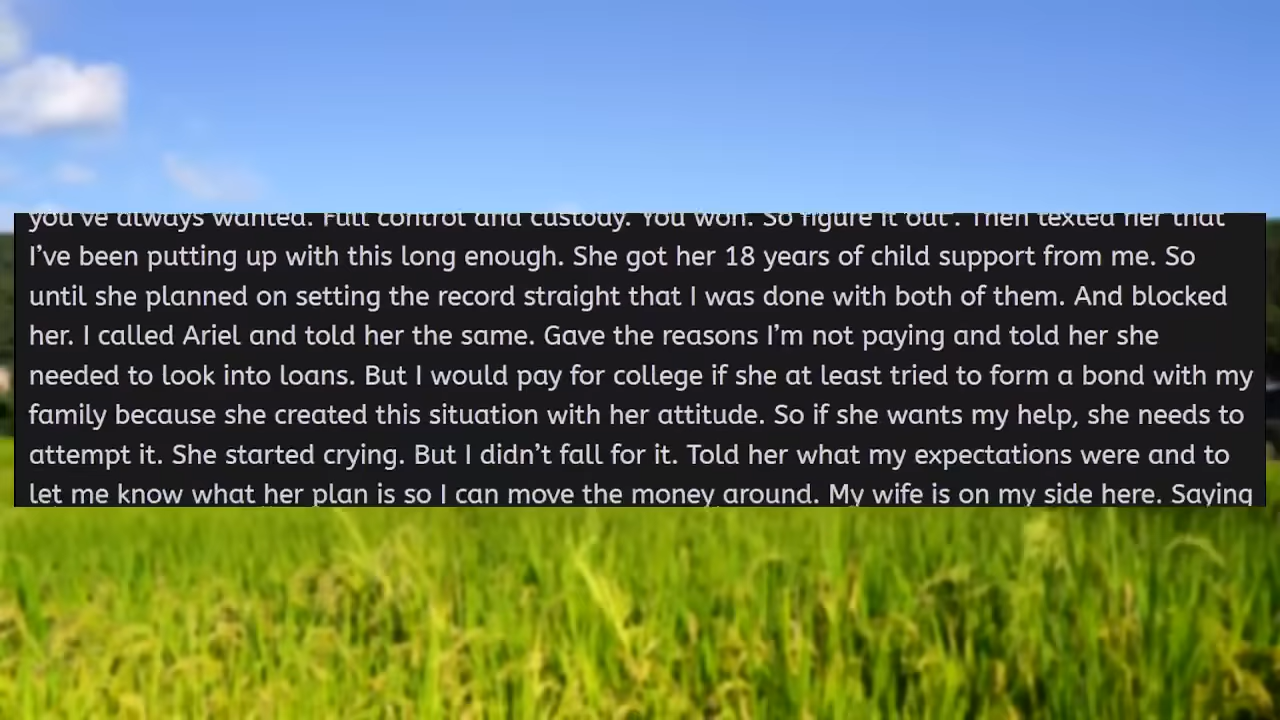 you've always wanted. Full control and custody. You won. So figure it out". Then texted her that
I've been putting up with this long enough. She got her 18 years of child support from me. So
until she planned on setting the record straight that I was done with both of them. And blocked
her. I called Ariel and told her the same. Gave the reasons I'm not paying and told her she
needed to look into loans. But I would pay for college if she at least tried to form a bond with my
family because she created this situation with her attitude. So if she wants my help, she needs to
attempt it. She started crying. But I didn't fall for it. Told her what my expectations were and to
let me know what her plan is so I can move the money around. My wife is on my side here. Saying